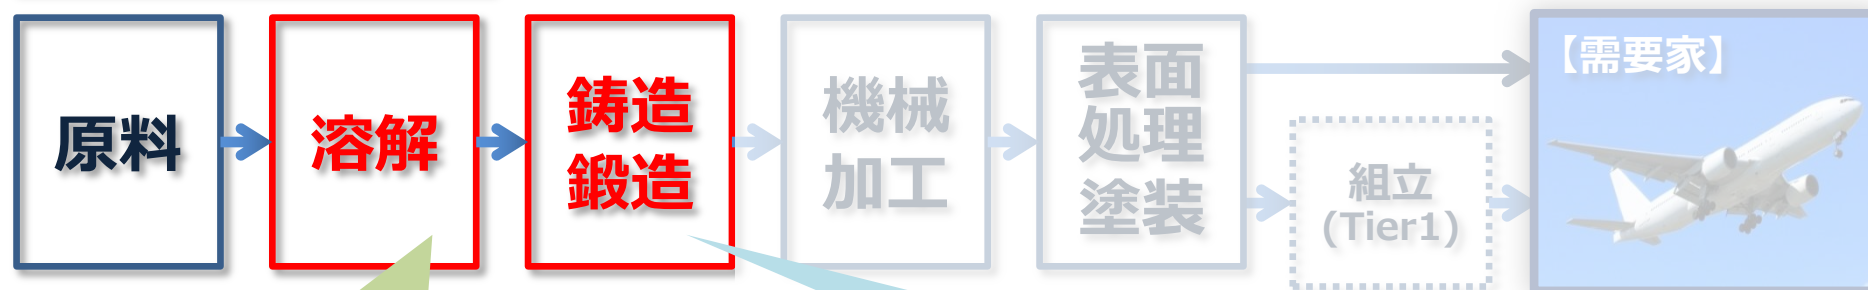 原料
溶解
鋳造
鍛造
機械
加工
表面
処理
塗装
組立
(Tier1)
【需要家】